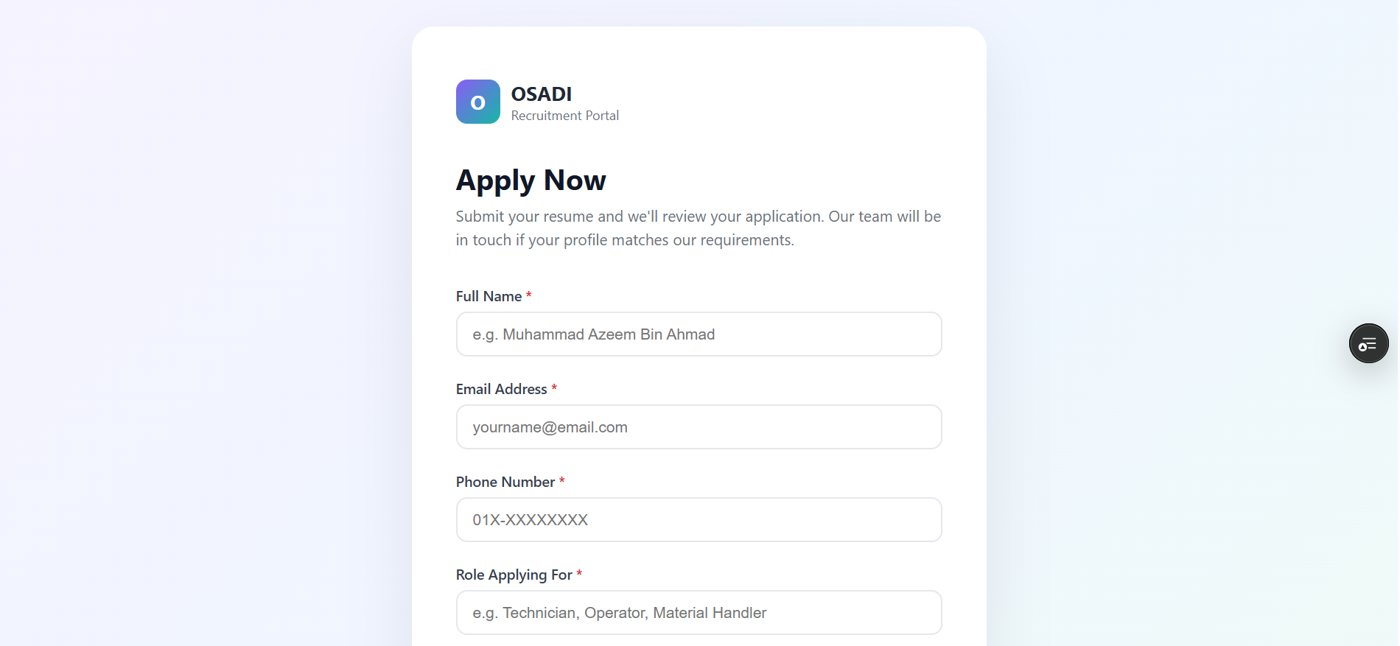 O
OSADI
Recruitment Portal
Apply Now
Submit your resume and we'll review your application. Our team will be
in touch if your profile matches our requirements.
Full Name *
e.g. Muhammad Azeem Bin Ahmad
Email Address *
yourname@email.com
Phone Number *
01X-XXXXXXXX
Role Applying For *
e.g. Technician, Operator, Material Handler